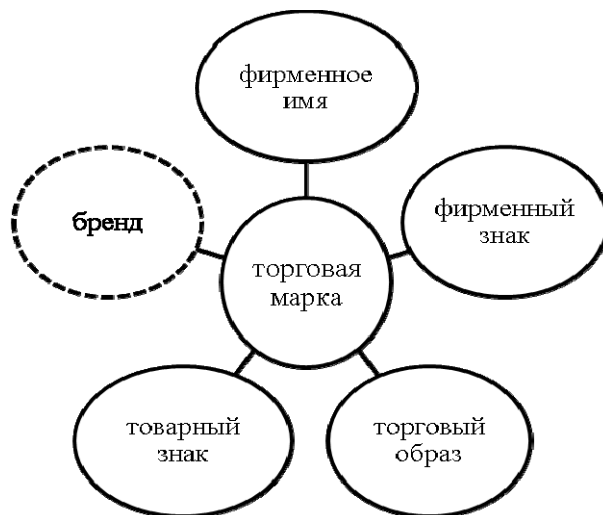 фирменное
имя
бренд
фирменный
знак
торговая
марка
товарный
знак
торговый
образ